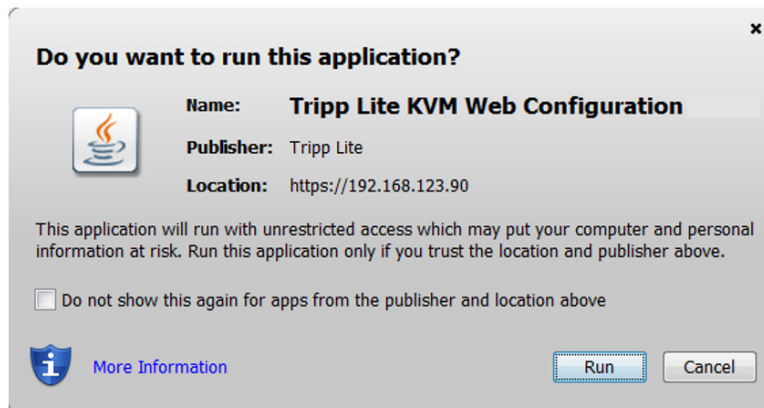 Do you want to run this application?
Name: Tripp Lite KVM Web Configuration
Publisher: Tripp Lite
Location: https://192.168.123.90
This application will run with unrestricted access which may put your computer and personal
information at risk. Run this application only if you trust the location and publisher above.
Do not show this again for apps from the publisher and location above
More Information
Run
Cancel